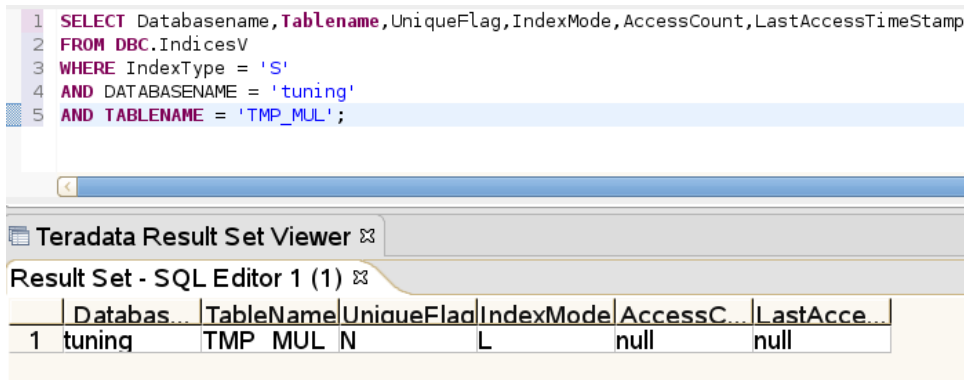 1 SELECT Databasename,Tablename,UniqueFlag,IndexMode,AccessCount,LastAccessTimeStamp
2 FROM DBC.IndicesV
3 WHERE IndexType = 'S'
4 AND DATABASENAME = 'tuning'
5 AND TABLENAME = 'TMP_MUL';
Teradata Result Set Viewer
Result Set - SQL Editor 1 (1)
Databas... TableName UniqueFlag IndexMode AccessC... LastAcce...
1 tuning TMP_MUL N L null null